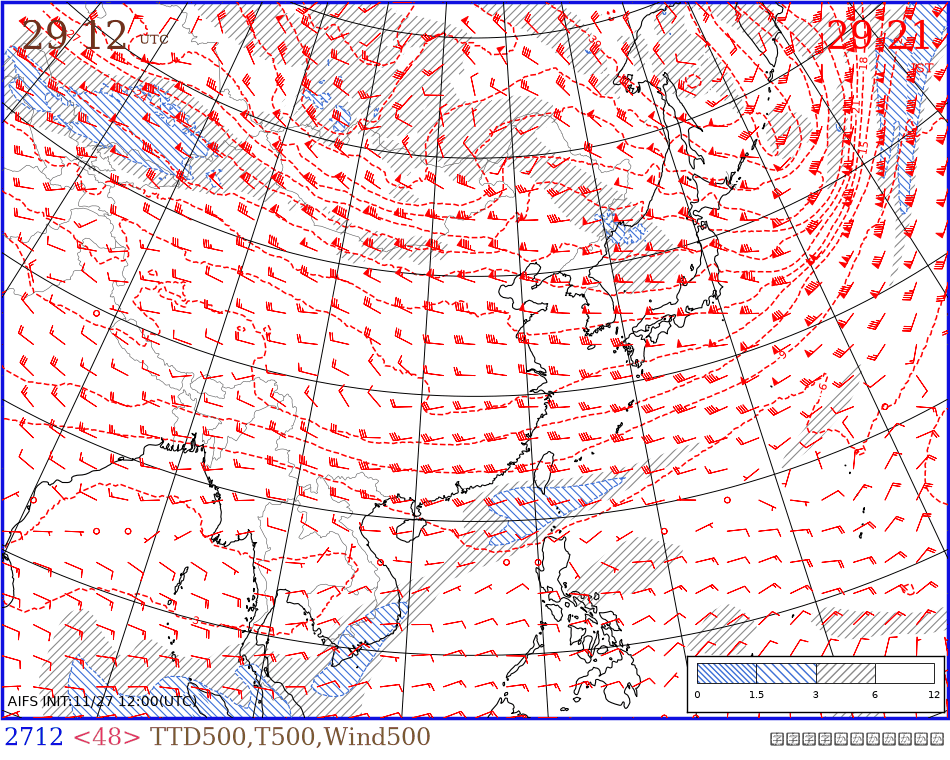 29 12 UTC
29 21 JST
0 1.5 3 6 12
AIFS INIT:11/27 12:00(UTC)
2712 <48> TTD500,T500,Wind500